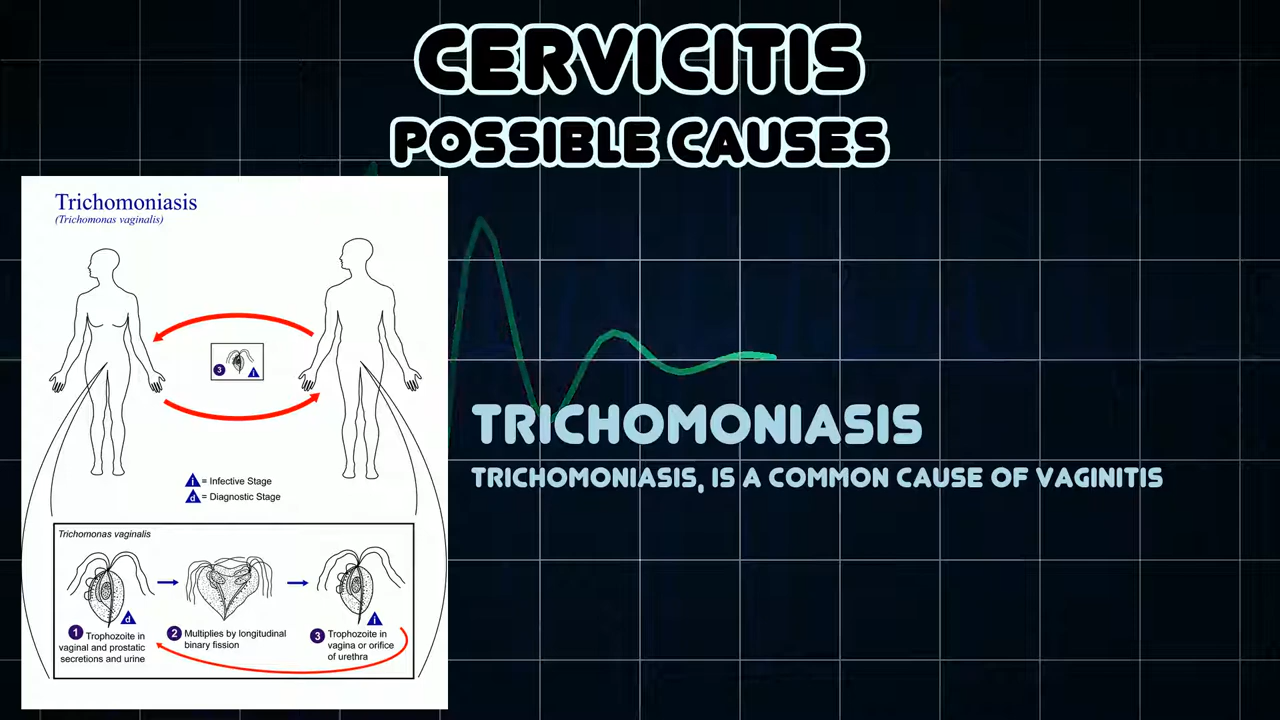 CERVICITIS
POSSIBLE CAUSES
Trichomoniasis
(Trichomonas vaginalis)
3 i
i = Infective Stage
d = Diagnostic Stage
Trichomonas vaginalis
d
i
1 Trophozoite in
vaginal and prostatic
secretions and urine
2 Multiplies by longitudinal
binary fission
3 Trophozoite in
vagina or orifice
of urethra
TRICHOMONIASIS
TRICHOMONIASIS, IS A COMMON CAUSE OF VAGINITIS